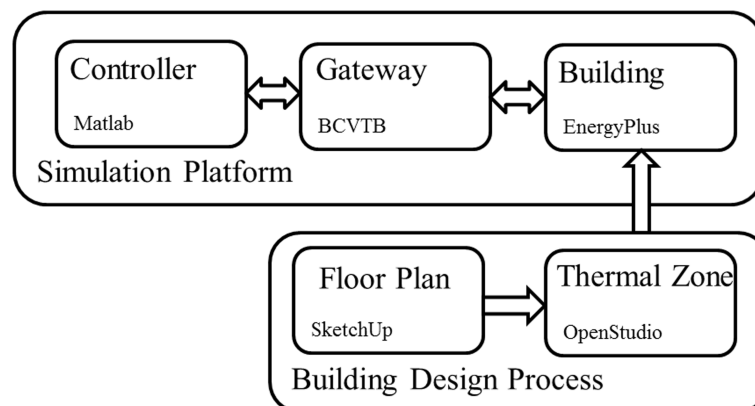 Controller
Matlab
Gateway
BCVTB
Building
EnergyPlus
Simulation Platform
Floor Plan
SketchUp
Thermal Zone
OpenStudio
Building Design Process